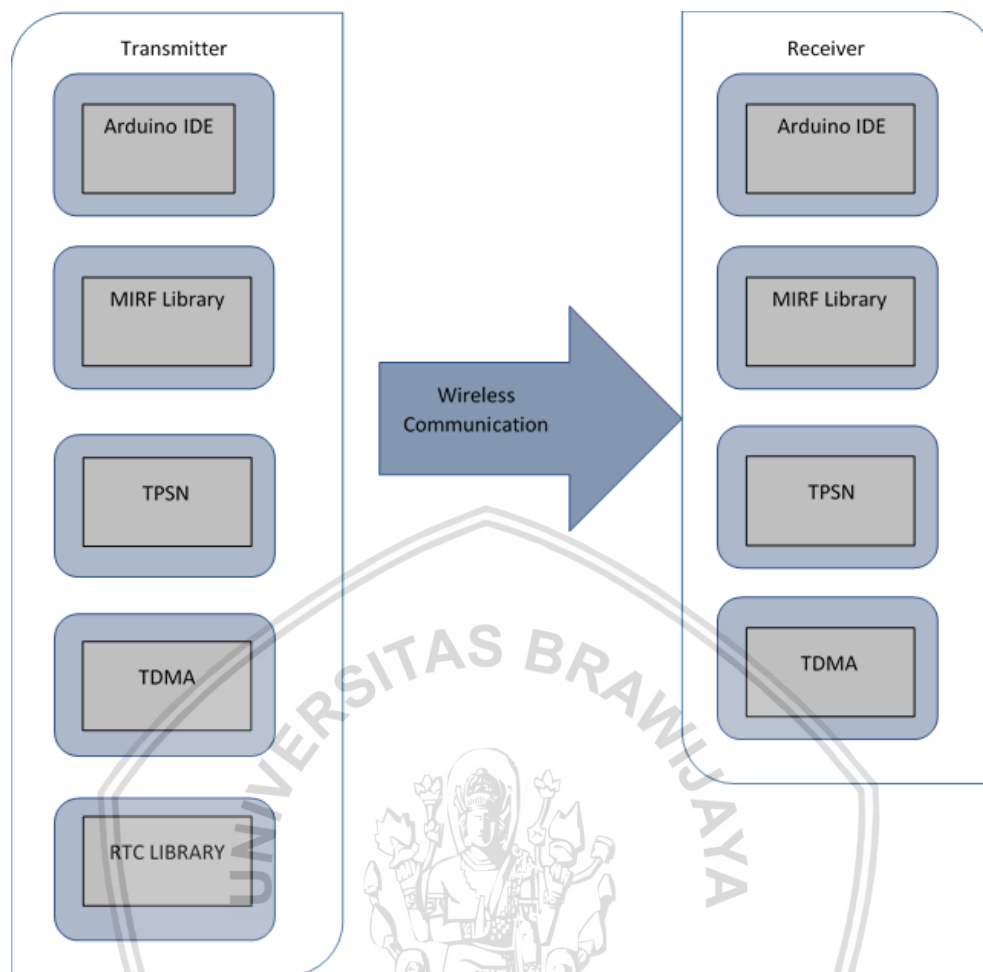 Transmitter
Arduino IDE
MIRF Library
TPSN
TDMA
RTC LIBRARY
Wireless
Communication
Receiver
Arduino IDE
MIRF Library
TPSN
TDMA
UNIVERSITAS BRAWIJAYA